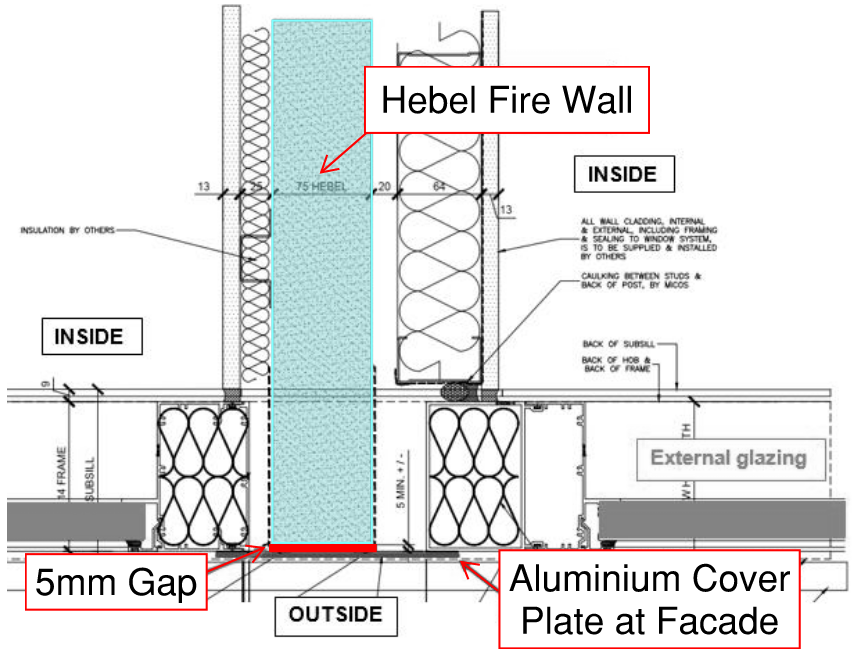 Hebel Fire Wall
INSIDE
13
25
75 HEBEL
20
64
13
INSULATION BY OTHERS
ALL WALL CLADDING, INTERNAL
& EXTERNAL, INCLUDING FRAMING
& SEALING TO WINDOW SYSTEM,
IS TO BE SUPPLIED & INSTALLED
BY OTHERS
CAULKING BETWEEN STUDS &
BACK OF POST, BY MICOS
INSIDE
BACK OF SUBSILL
BACK OF HOB &
BACK OF FRAME
9
FRAME
SUBSILL
5 MIN. + / -
External glazing
5mm Gap
OUTSIDE
Aluminium Cover
Plate at Facade